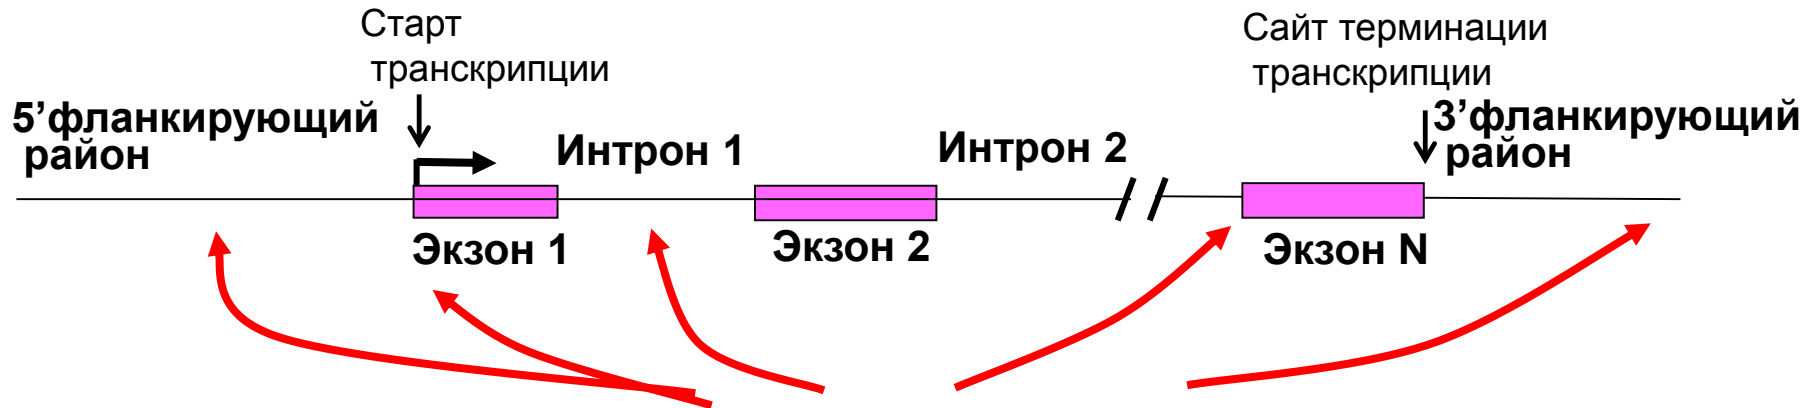 Старт
транскрипции
Сайт терминации
транскрипции
5’фланкирующий
район
Интрон 1
Интрон 2
3’фланкирующий
район
Экзон 1
Экзон 2
Экзон N